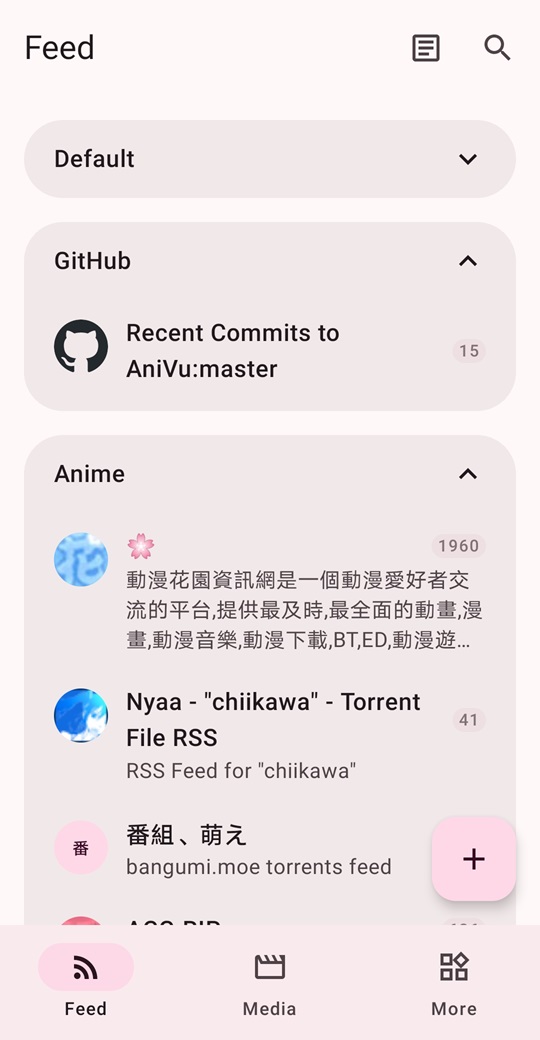 Feed
Default
GitHub
Recent Commits to
AniVu:master
15
Anime
🌸
1960
動漫花園資訊網是一個動漫愛好者交
流的平台,提供最及時,最全面的動畫,漫
畫,動漫音樂,動漫下載,BT,ED,動漫遊...
Nyaa - "chiikawa" - Torrent
File RSS
41
RSS Feed for "chiikawa"
番
番組、萌え
bangumi.moe torrents feed
Feed
Media
More